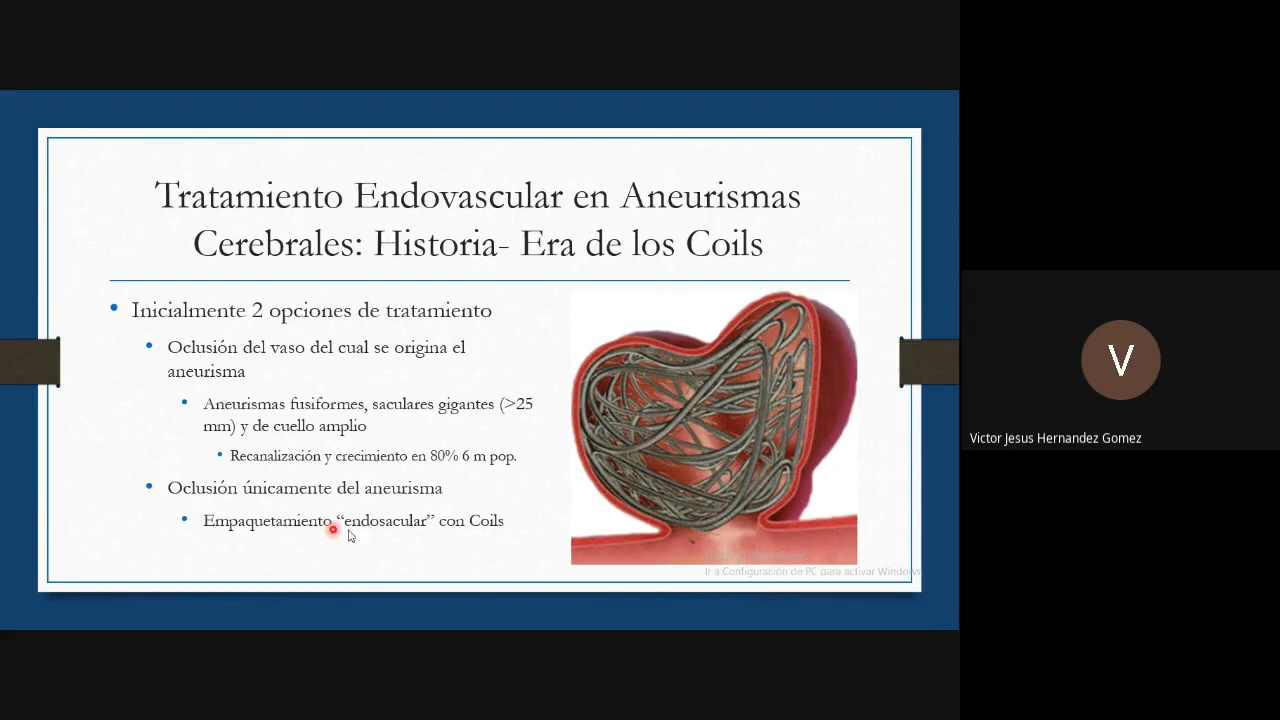 Tratamiento Endovascular en Aneurismas
Cerebrales: Historia- Era de los Coils
Inicialmente 2 opciones de tratamiento
Oclusión del vaso del cual se origina el
aneurisma
Aneurismas fusiformes, saculares gigantes (>25
mm) y de cuello amplio
Recanalización y crecimiento en 80% 6 m pop.
Oclusión únicamente del aneurisma
Empaquetamiento “endosacular” con Coils
Ir a Configuración de PC para activar Windows
V
Victor Jesus Hernandez Gomez